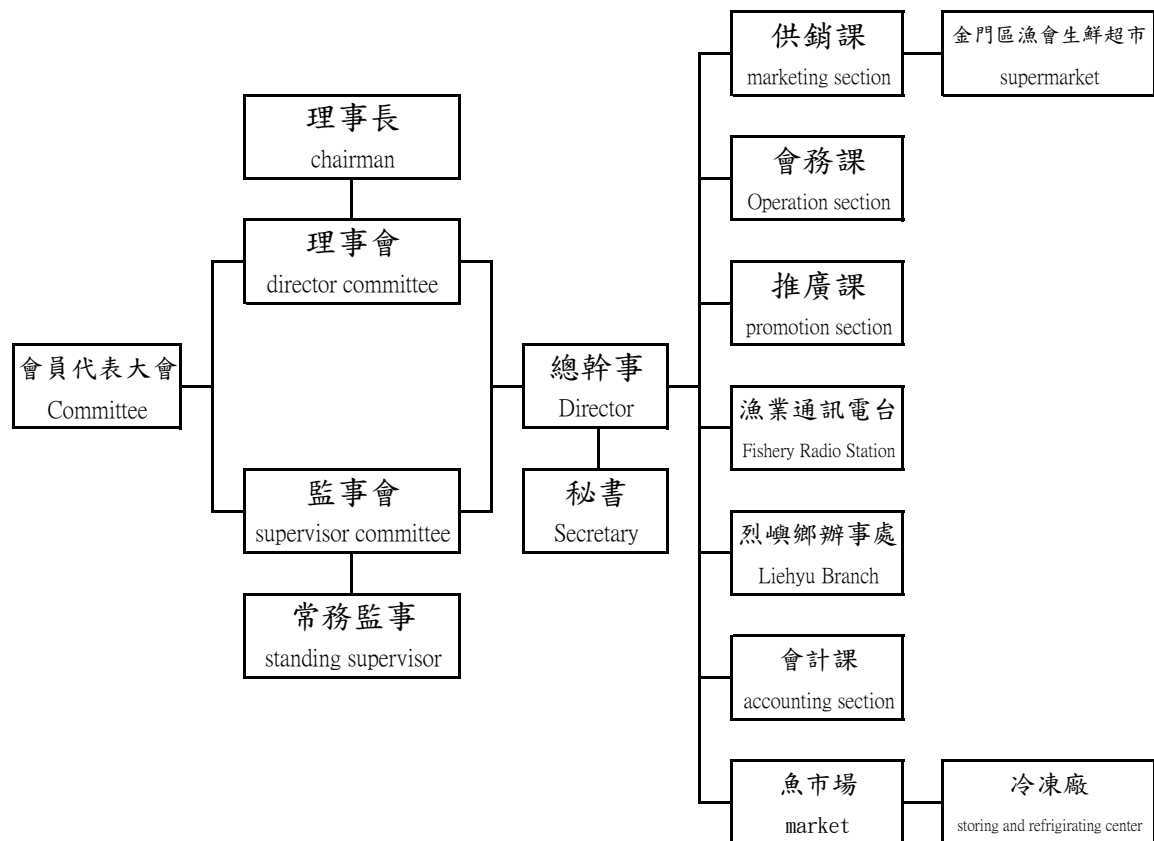 供銷課
marketing section
金門區漁會生鮮超市
supermarket
理事長
chairman
會務課
Operation section
理事會
director committee
推廣課
promotion section
會員代表大會
Committee
總幹事
Director
漁業通訊電台
Fishery Radio Station
監事會
supervisor committee
秘書
Secretary
烈嶼鄉辦事處
Liehyu Branch
常務監事
standing supervisor
會計課
accounting section
魚市場
market
冷凍廠
storing and refrigirating center